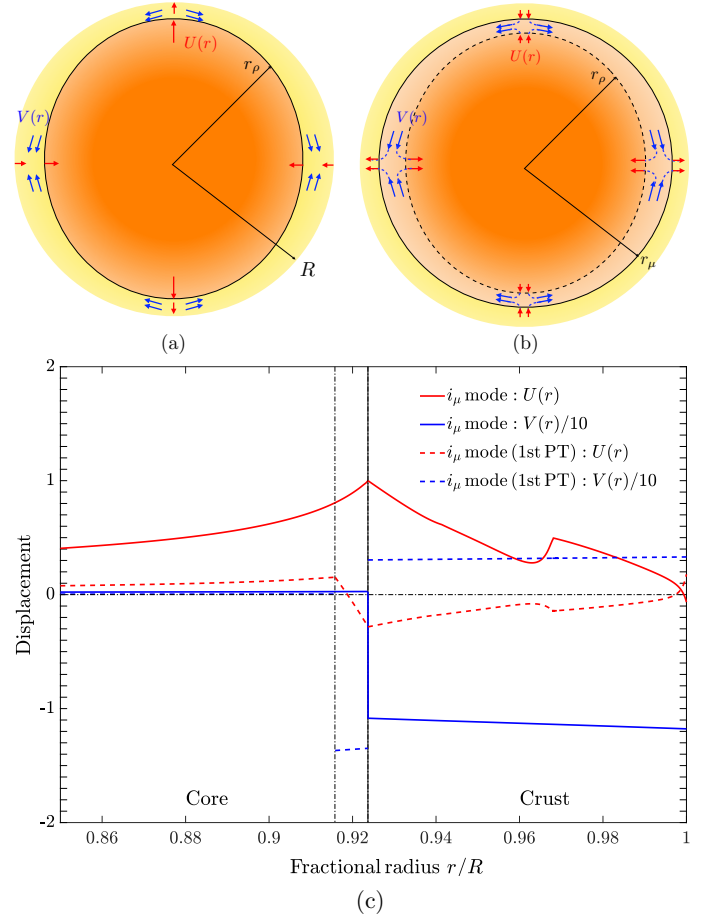 U(r)
r_ρ
V(r)
R
(a)
U(r)
r_ρ
V(r)
r_μ
(b)
2
1
0
-1
-2
Displacement
i_μ mode : U(r)
i_μ mode : V(r)/10
i_μ mode (1st PT) : U(r)
i_μ mode (1st PT) : V(r)/10
Core
Crust
0.86 0.88 0.9 0.92 0.94 0.96 0.98 1
Fractional radius r/R
(c)